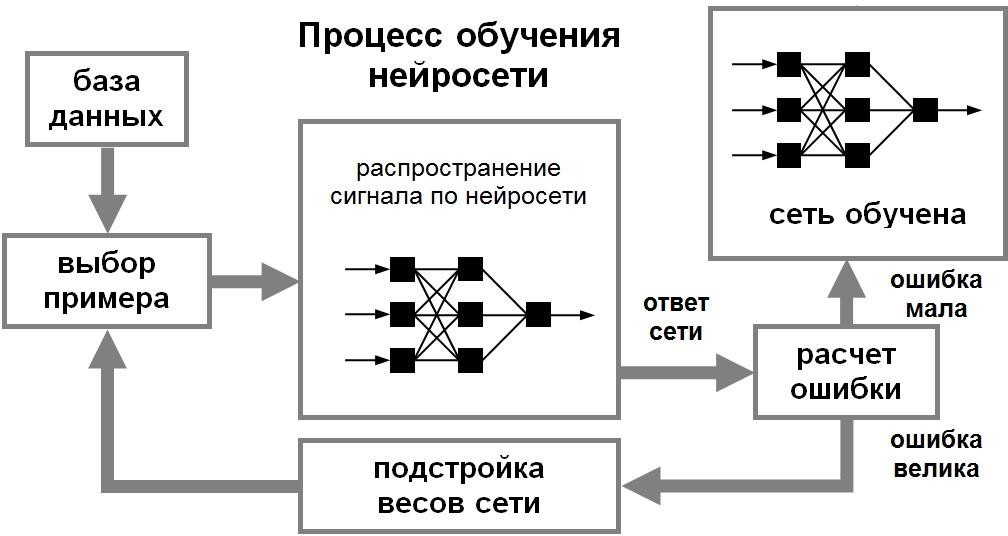 Процесс обучения
нейросети
база
данных
выбор
примера
распространение
сигнала по нейросети
ответ
сети
расчет
ошибки
ошибка
мала
сеть обучена
ошибка
велика
подстройка
весов сети